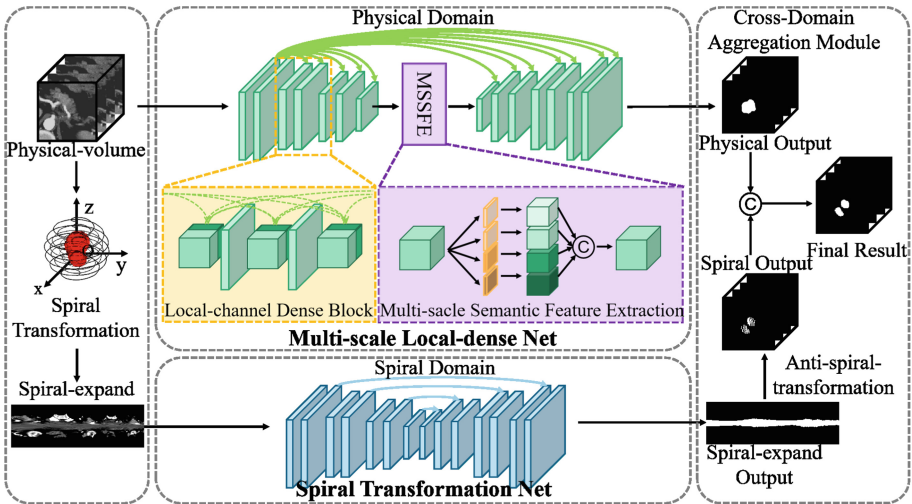 Physical-volume
z
y
x
Spiral
Transformation
Spiral-expand
Physical Domain
MSSFE
Local-channel Dense Block
Multi-sacle Semantic Feature Extraction
C
Multi-scale Local-dense Net
Spiral Domain
Spiral Transformation Net
Cross-Domain
Aggregation Module
Physical Output
C
Final Result
Spiral Output
Anti-spiral-
transformation
Spiral-expand
Output